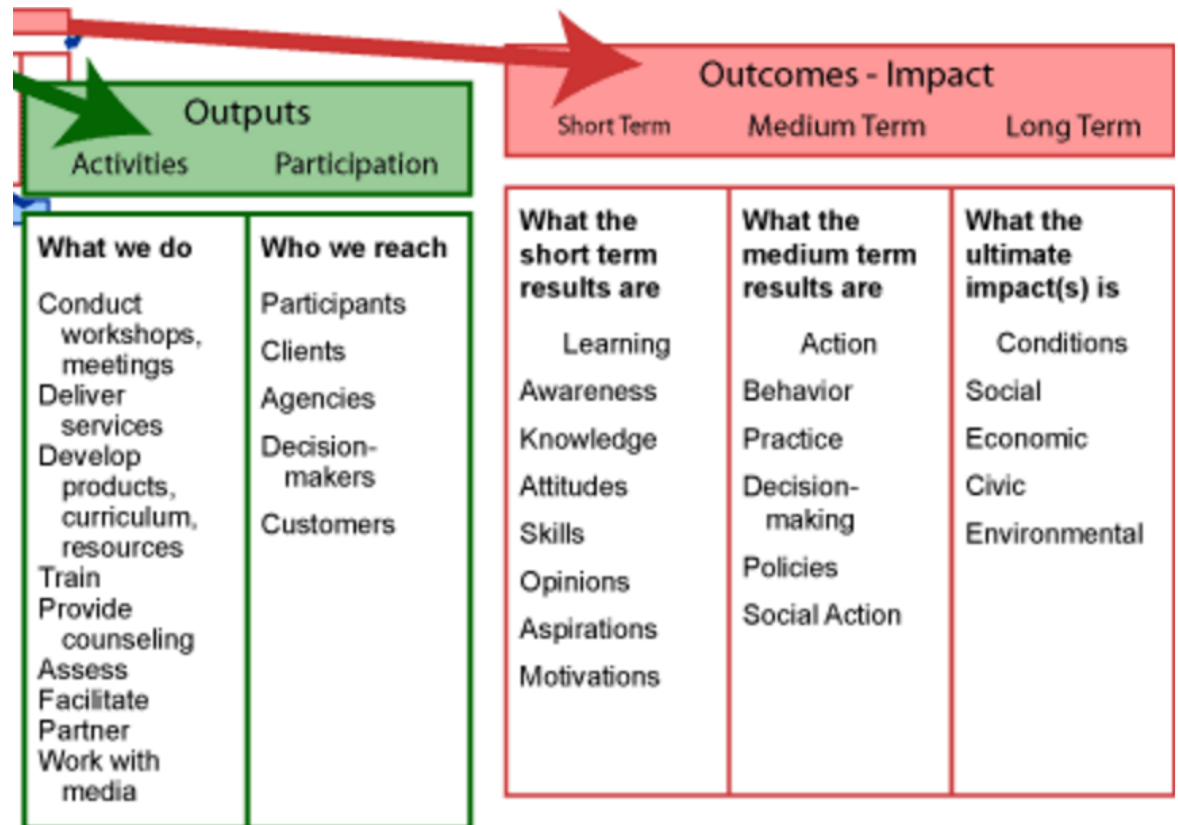 Outputs
Activities Participation
What we do
Conduct
workshops,
meetings
Deliver
services
Develop
products,
curriculum,
resources
Train
Provide
counseling
Assess
Facilitate
Partner
Work with
media
Who we reach
Participants
Clients
Agencies
Decision-
makers
Customers
Outcomes - Impact
Short Term Medium Term Long Term
What the
short term
results are
Learning
Awareness
Knowledge
Attitudes
Skills
Opinions
Aspirations
Motivations
What the
medium term
results are
Action
Behavior
Practice
Decision-
making
Policies
Social Action
What the
ultimate
impact(s) is
Conditions
Social
Economic
Civic
Environmental